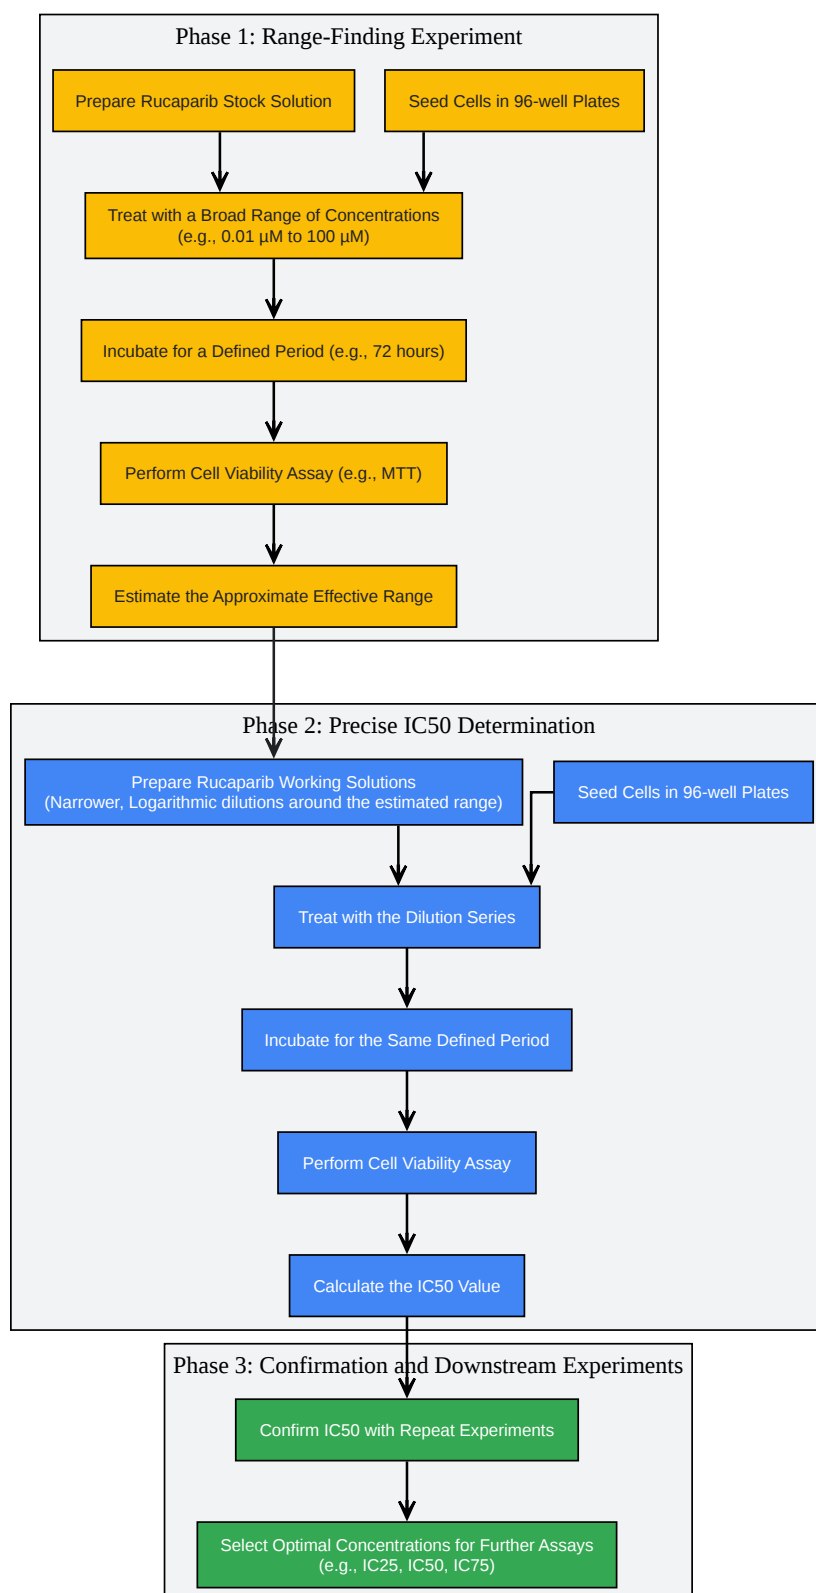 Phase 1: Range-Finding Experiment
Prepare Rucaparib Stock Solution
Seed Cells in 96-well Plates
Treat with a Broad Range of Concentrations
(e.g., 0.01 µM to 100 µM)
Incubate for a Defined Period (e.g., 72 hours)
Perform Cell Viability Assay (e.g., MTT)
Estimate the Approximate Effective Range
Phase 2: Precise IC50 Determination
Prepare Rucaparib Working Solutions
(Narrower, Logarithmic dilutions around the estimated range)
Seed Cells in 96-well Plates
Treat with the Dilution Series
Incubate for the Same Defined Period
Perform Cell Viability Assay
Calculate the IC50 Value
Phase 3: Confirmation and Downstream Experiments
Confirm IC50 with Repeat Experiments
Select Optimal Concentrations for Further Assays
(e.g., IC25, IC50, IC75)